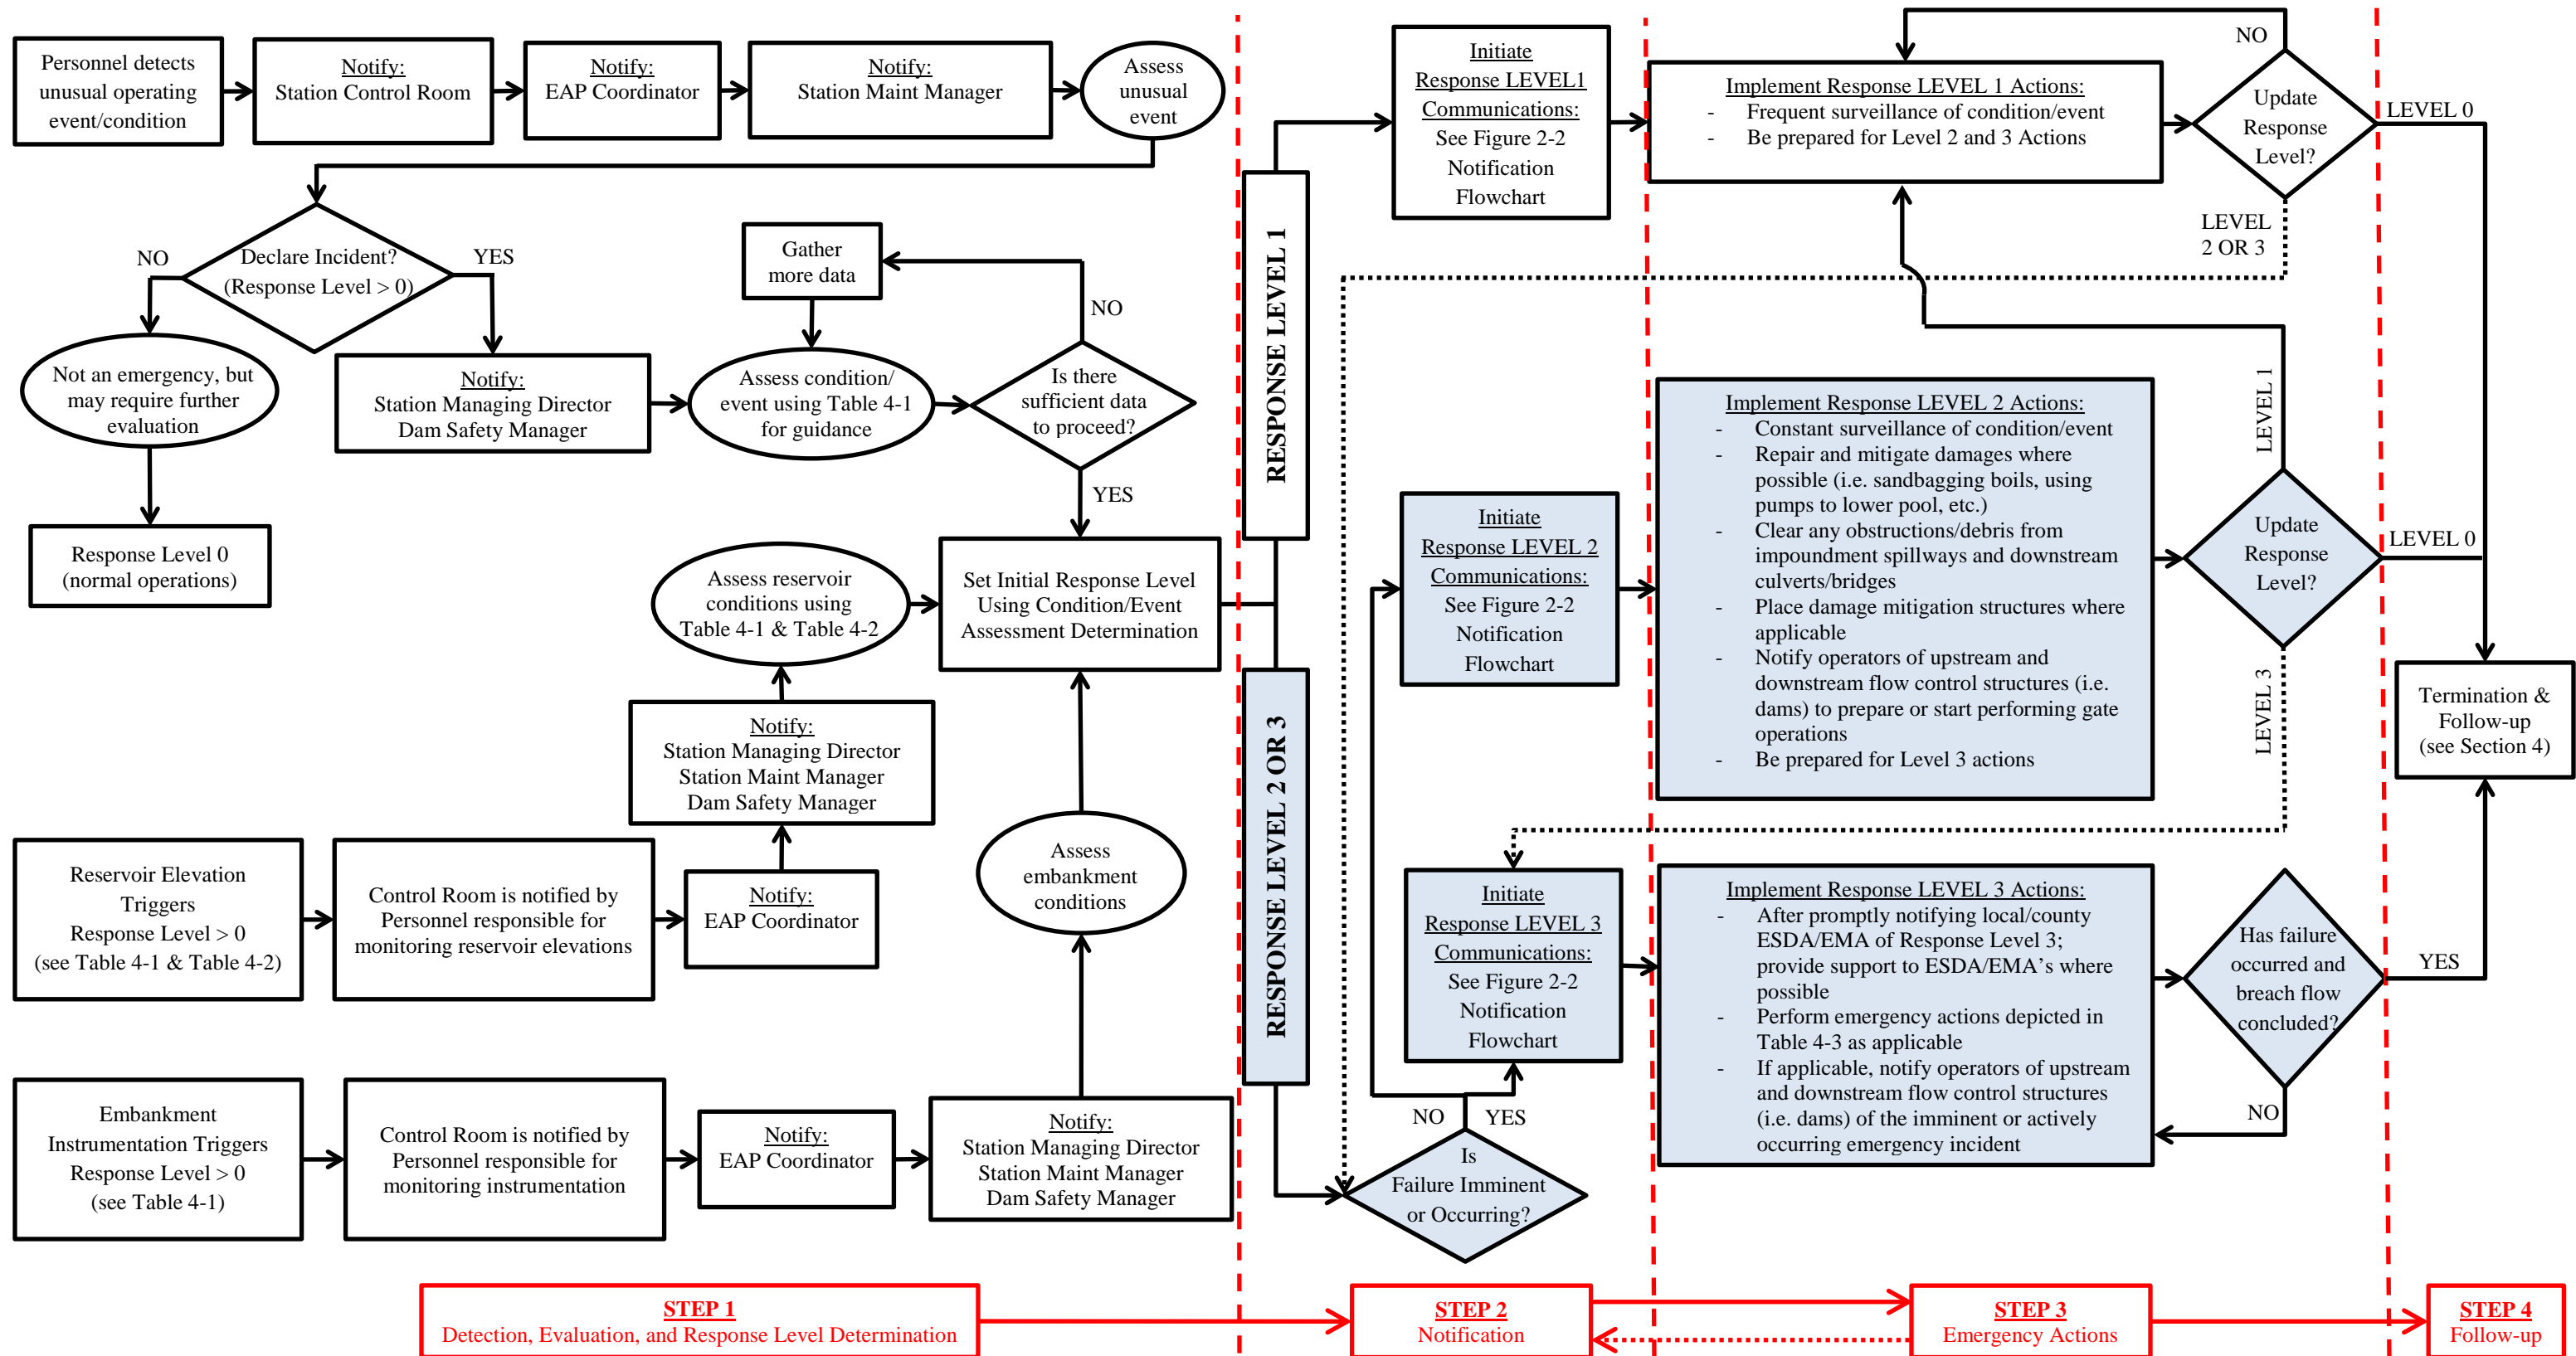 Personnel detects
unusual operating
event/condition
Notify:
Station Control Room
Notify:
EAP Coordinator
Notify:
Station Maint Manager
Assess
unusual
event
Declare Incident?
(Response Level > 0)
NO
YES
Not an emergency, but
may require further
evaluation
Response Level 0
(normal operations)
Notify:
Station Managing Director
Dam Safety Manager
Gather
more data
Assess condition/
event using Table 4-1
for guidance
Is there
sufficient data
to proceed?
NO
YES
Assess reservoir
conditions using
Table 4-1 & Table 4-2
Set Initial Response Level
Using Condition/Event
Assessment Determination
Notify:
Station Managing Director
Station Maint Manager
Dam Safety Manager
Reservoir Elevation
Triggers
Response Level > 0
(see Table 4-1 & Table 4-2)
Control Room is notified by
Personnel responsible for
monitoring reservoir elevations
Notify:
EAP Coordinator
Assess
embankment
conditions
Embankment
Instrumentation Triggers
Response Level > 0
(see Table 4-1)
Control Room is notified by
Personnel responsible for
monitoring instrumentation
Notify:
EAP Coordinator
Notify:
Station Managing Director
Station Maint Manager
Dam Safety Manager
RESPONSE LEVEL 1
RESPONSE LEVEL 2 OR 3
Initiate
Response LEVEL1
Communications:
See Figure 2-2
Notification
Flowchart
Implement Response LEVEL 1 Actions:
- Frequent surveillance of condition/event
- Be prepared for Level 2 and 3 Actions
Update
Response
Level?
NO
LEVEL 0
LEVEL
2 OR 3
Initiate
Response LEVEL 2
Communications:
See Figure 2-2
Notification
Flowchart
Implement Response LEVEL 2 Actions:
- Constant surveillance of condition/event
- Repair and mitigate damages where
possible (i.e. sandbagging boils, using
pumps to lower pool, etc.)
- Clear any obstructions/debris from
impoundment spillways and downstream
culverts/bridges
- Place damage mitigation structures where
applicable
- Notify operators of upstream and
downstream flow control structures (i.e.
dams) to prepare or start performing gate
operations
- Be prepared for Level 3 actions
LEVEL 1
Update
Response
Level?
LEVEL 0
LEVEL 3
Termination &
Follow-up
(see Section 4)
Initiate
Response LEVEL 3
Communications:
See Figure 2-2
Notification
Flowchart
Implement Response LEVEL 3 Actions:
- After promptly notifying local/county
ESDA/EMA of Response Level 3;
provide support to ESDA/EMA's where
possible
- Perform emergency actions depicted in
Table 4-3 as applicable
- If applicable, notify operators of upstream
and downstream flow control structures
(i.e. dams) of the imminent or actively
occurring emergency incident
Has failure
occurred and
breach flow
concluded?
YES
NO
NO
YES
Is
Failure Imminent
or Occurring?
STEP 1
Detection, Evaluation, and Response Level Determination
STEP 2
Notification
STEP 3
Emergency Actions
STEP 4
Follow-up